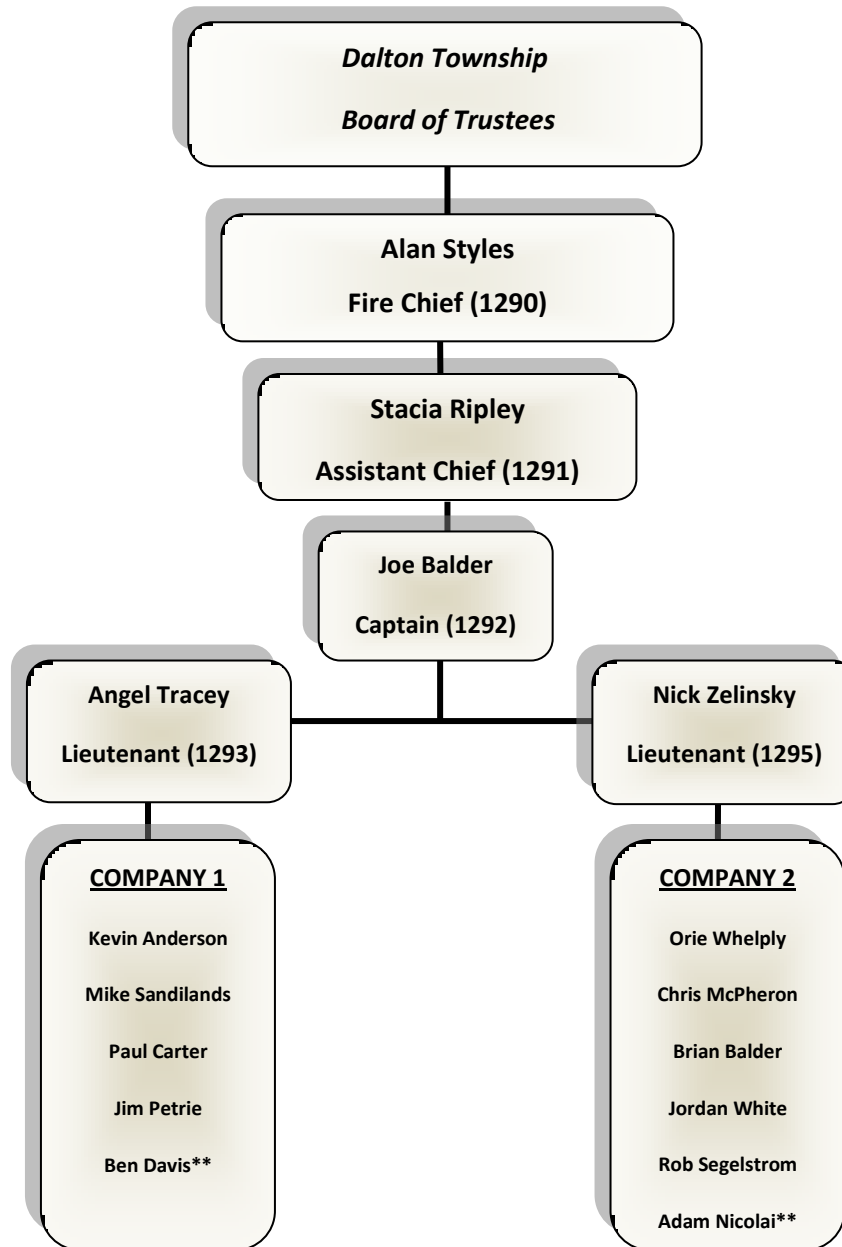 Dalton Township
Board of Trustees
Alan Styles
Fire Chief (1290)
Stacia Ripley
Assistant Chief (1291)
Joe Balder
Captain (1292)
Angel Tracey
Lieutenant (1293)
Nick Zelinsky
Lieutenant (1295)
COMPANY 1
Kevin Anderson
Mike Sandilands
Paul Carter
Jim Petrie
Ben Davis**
COMPANY 2
Orie Whelply
Chris McPheron
Brian Balder
Jordan White
Rob Segelstrom
Adam Nicolai**